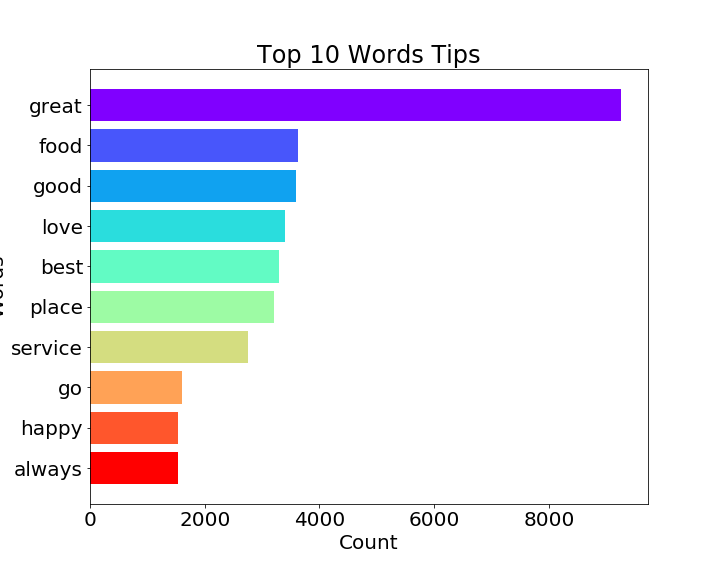 Top 10 Words Tips
great
food
good
love
best
place
service
go
happy
always
0 2000 4000 6000 8000
Count